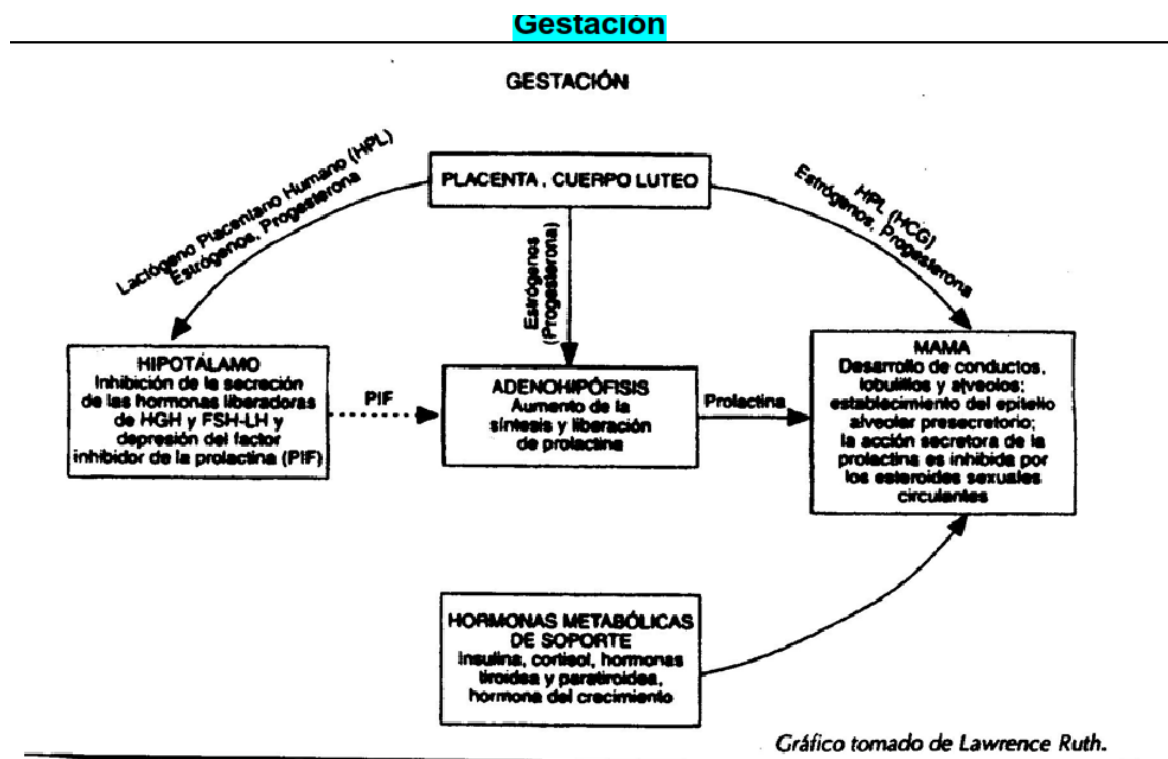 Gestación
GESTACIÓN
PLACENTA, CUERPO LUTEO
Lactógeno Placentano Humano (HPL)
Estrógenos, Progesterona
Estrógenos
(Progesterona)
HPL (HCG)
Estrógenos, Progesterona
HIPOTÁLAMO
Inhibición de la secreción
de las hormonas liberadoras
de HGH y FSH-LH y
depresión del factor
inhibidor de la prolactina (PIF)
PIF
ADENOHIPÓFISIS
Aumento de la
síntesis y liberación
de prolactina
Prolactina
MAMA
Desarrollo de conductos,
lobulillos y alveolos;
establecimiento del epitelio
alveolar presecretorio;
la acción secretora de la
prolactina es inhibida por
los esteroides sexuales
circulantes
HORMONAS METABÓLICAS
DE SOPORTE
Insulina, cortisol, hormonas
tiroidea y paratiroidea,
hormona del crecimiento
Gráfico tomado de Lawrence Ruth.